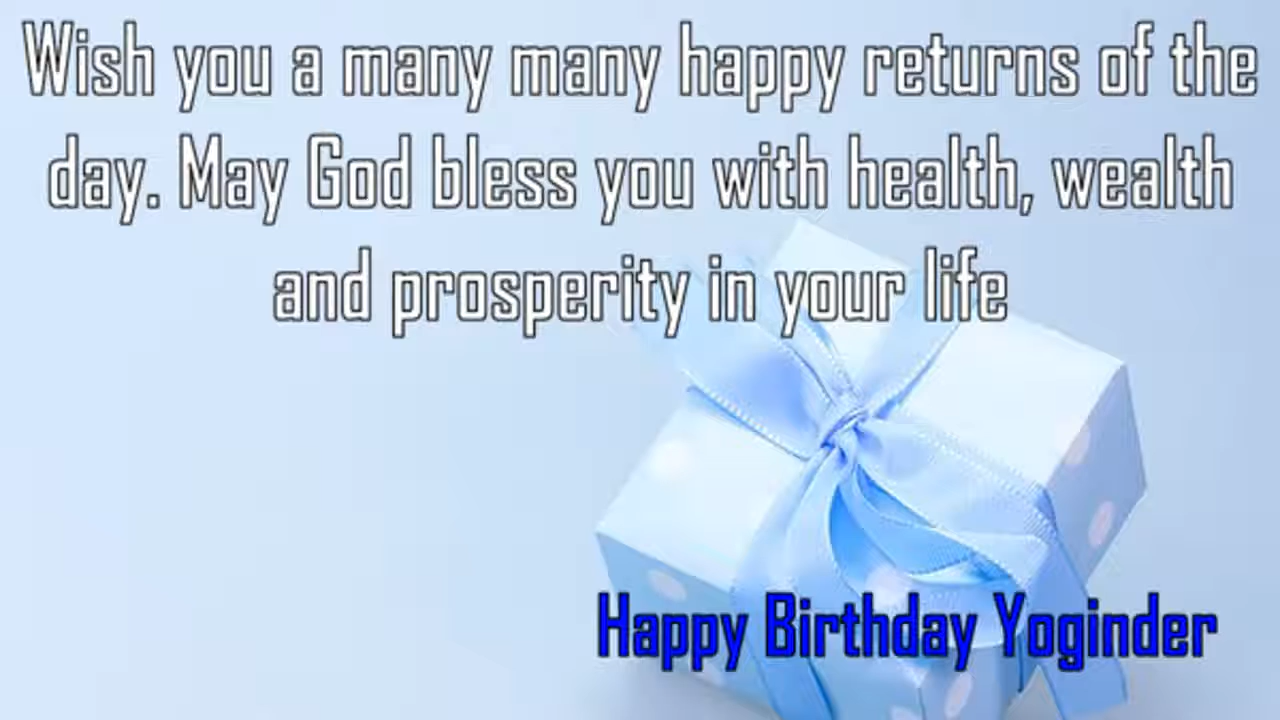 Wish you a many many happy returns of the
day. May God bless you with health, wealth
and prosperity in your life
Happy Birthday Yoginder